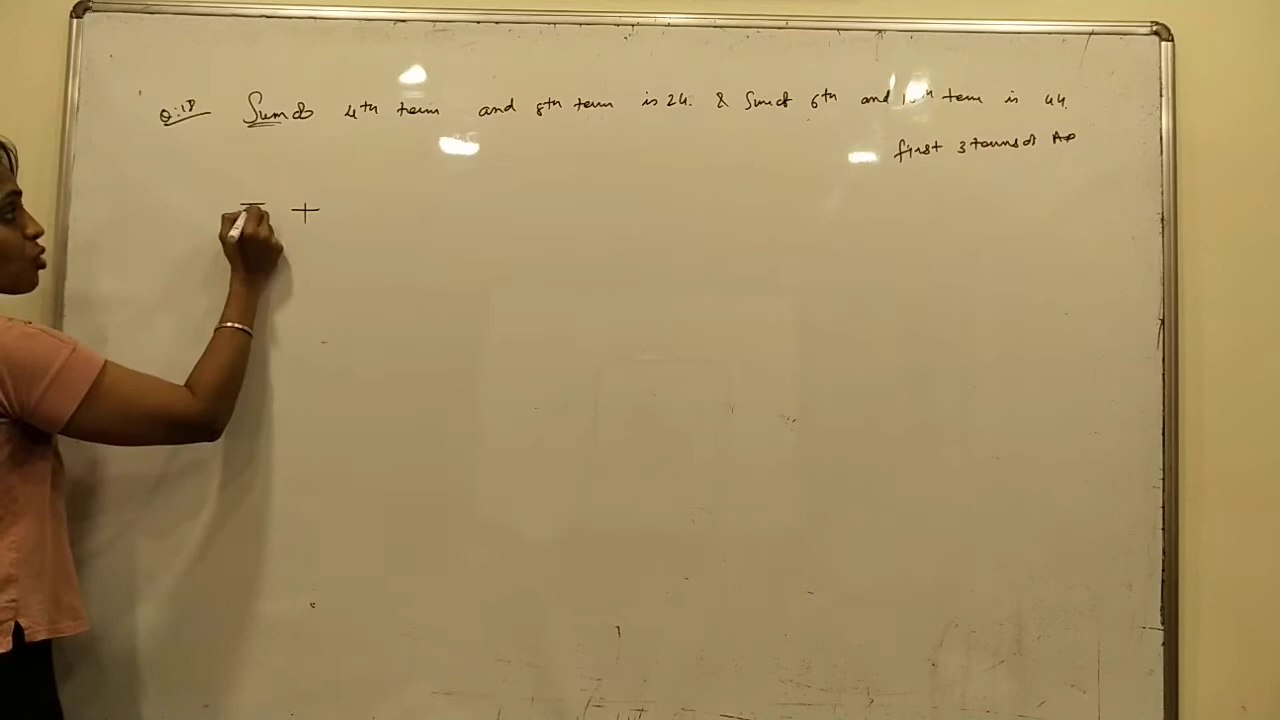 Q:18 Sum of 4th term and 8th term is 24. & Sum of 6th and 10th term is 44.
first 3 terms of AP
+